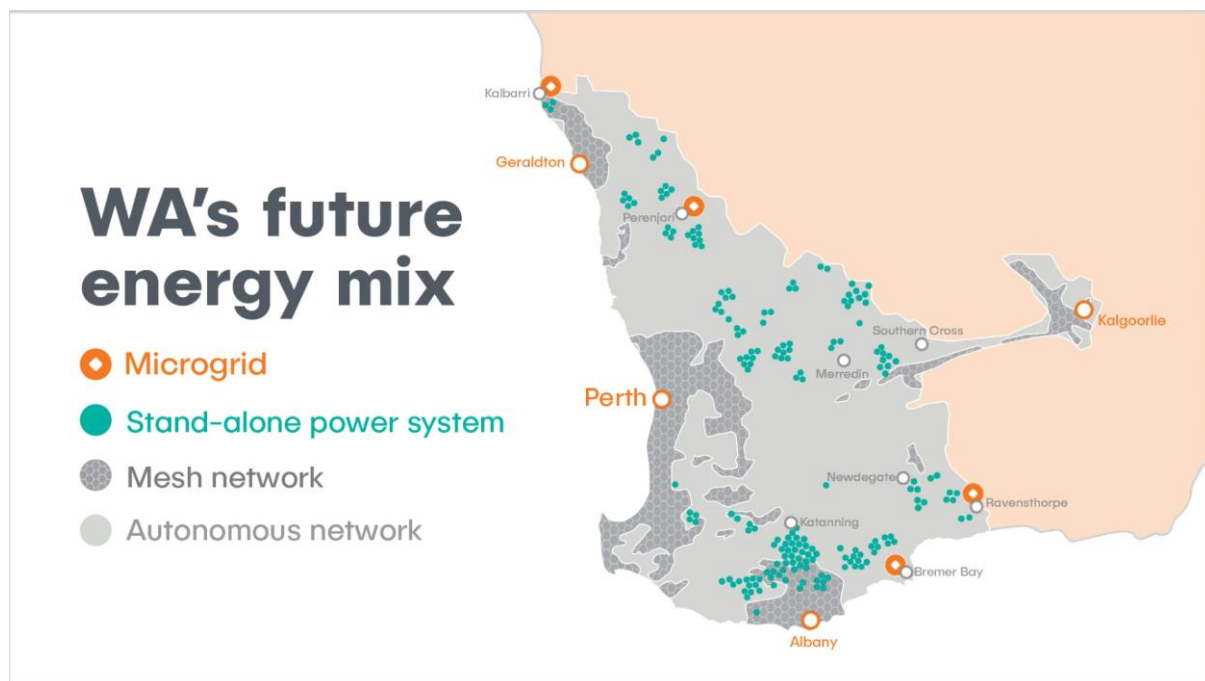 WA's future
energy mix
Microgrid
Stand-alone power system
Mesh network
Autonomous network
Kalbarri
Geraldton
Perenjori
Kalgoorlie
Southern Cross
Merredin
Perth
Newdegate
Ravensthorpe
Katanning
Bremer Bay
Albany